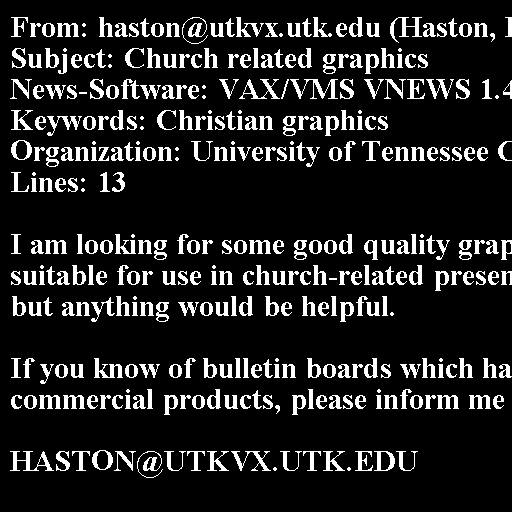 From: haston@utkvx.utk.edu (Haston,
Subject: Church related graphics
News-Software: VAX/VMS VNEWS 1.4
Keywords: Christian graphics
Organization: University of Tennessee C
Lines: 13

I am looking for some good quality grap
suitable for use in church-related presen
but anything would be helpful.

If you know of bulletin boards which ha
commercial products, please inform me

HASTON@UTKVX.UTK.EDU